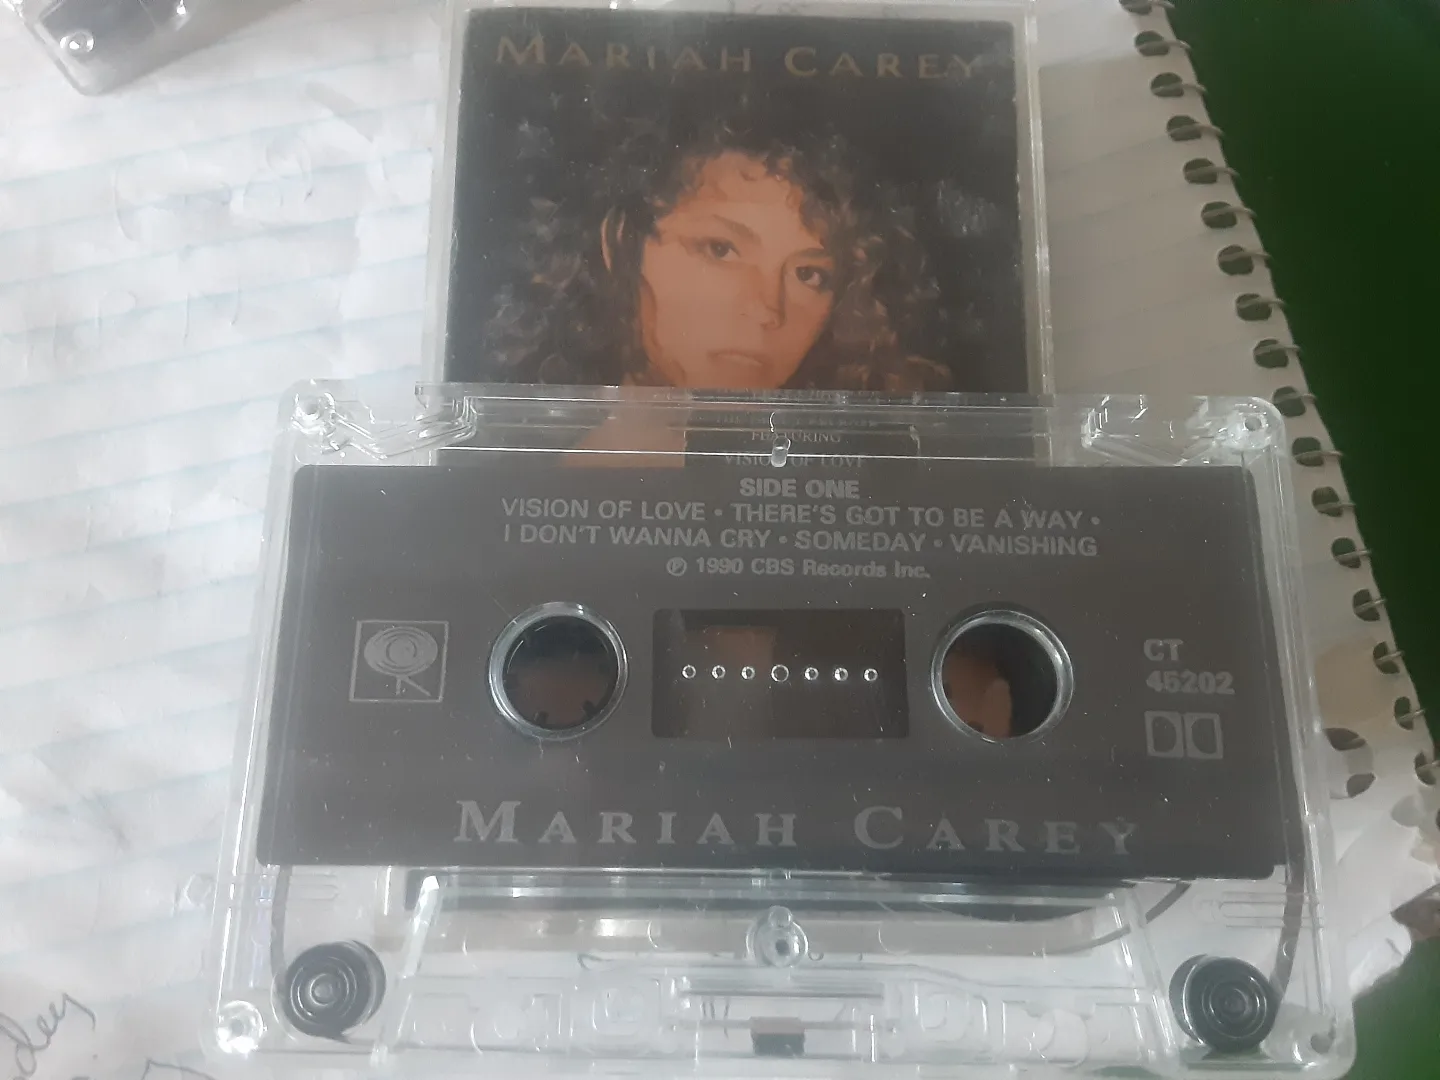 MARIAH CAREY
FEATURING
VISION OF LOVE
SIDE ONE
VISION OF LOVE • THERE'S GOT TO BE A WAY •
I DON'T WANNA CRY • SOMEDAY • VANISHING
℗ 1990 CBS Records Inc.
CT
45202
MARIAH CAREY